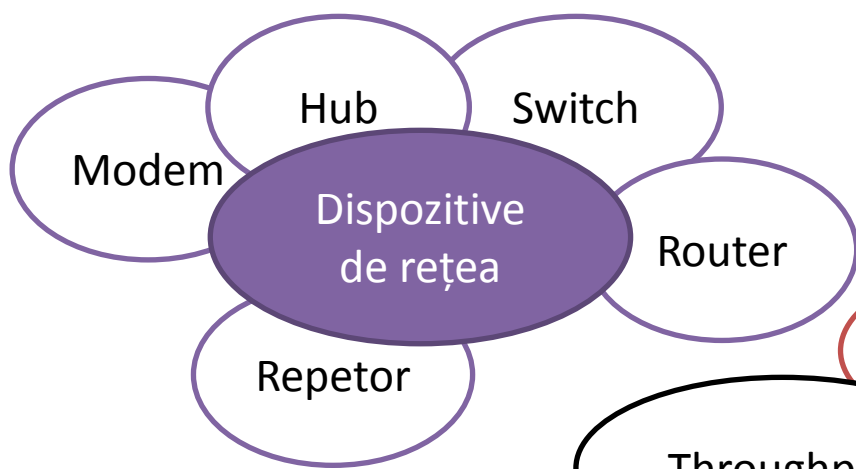 Hub
Switch
Modem
Dispozitive
de rețea
Router
Repetor